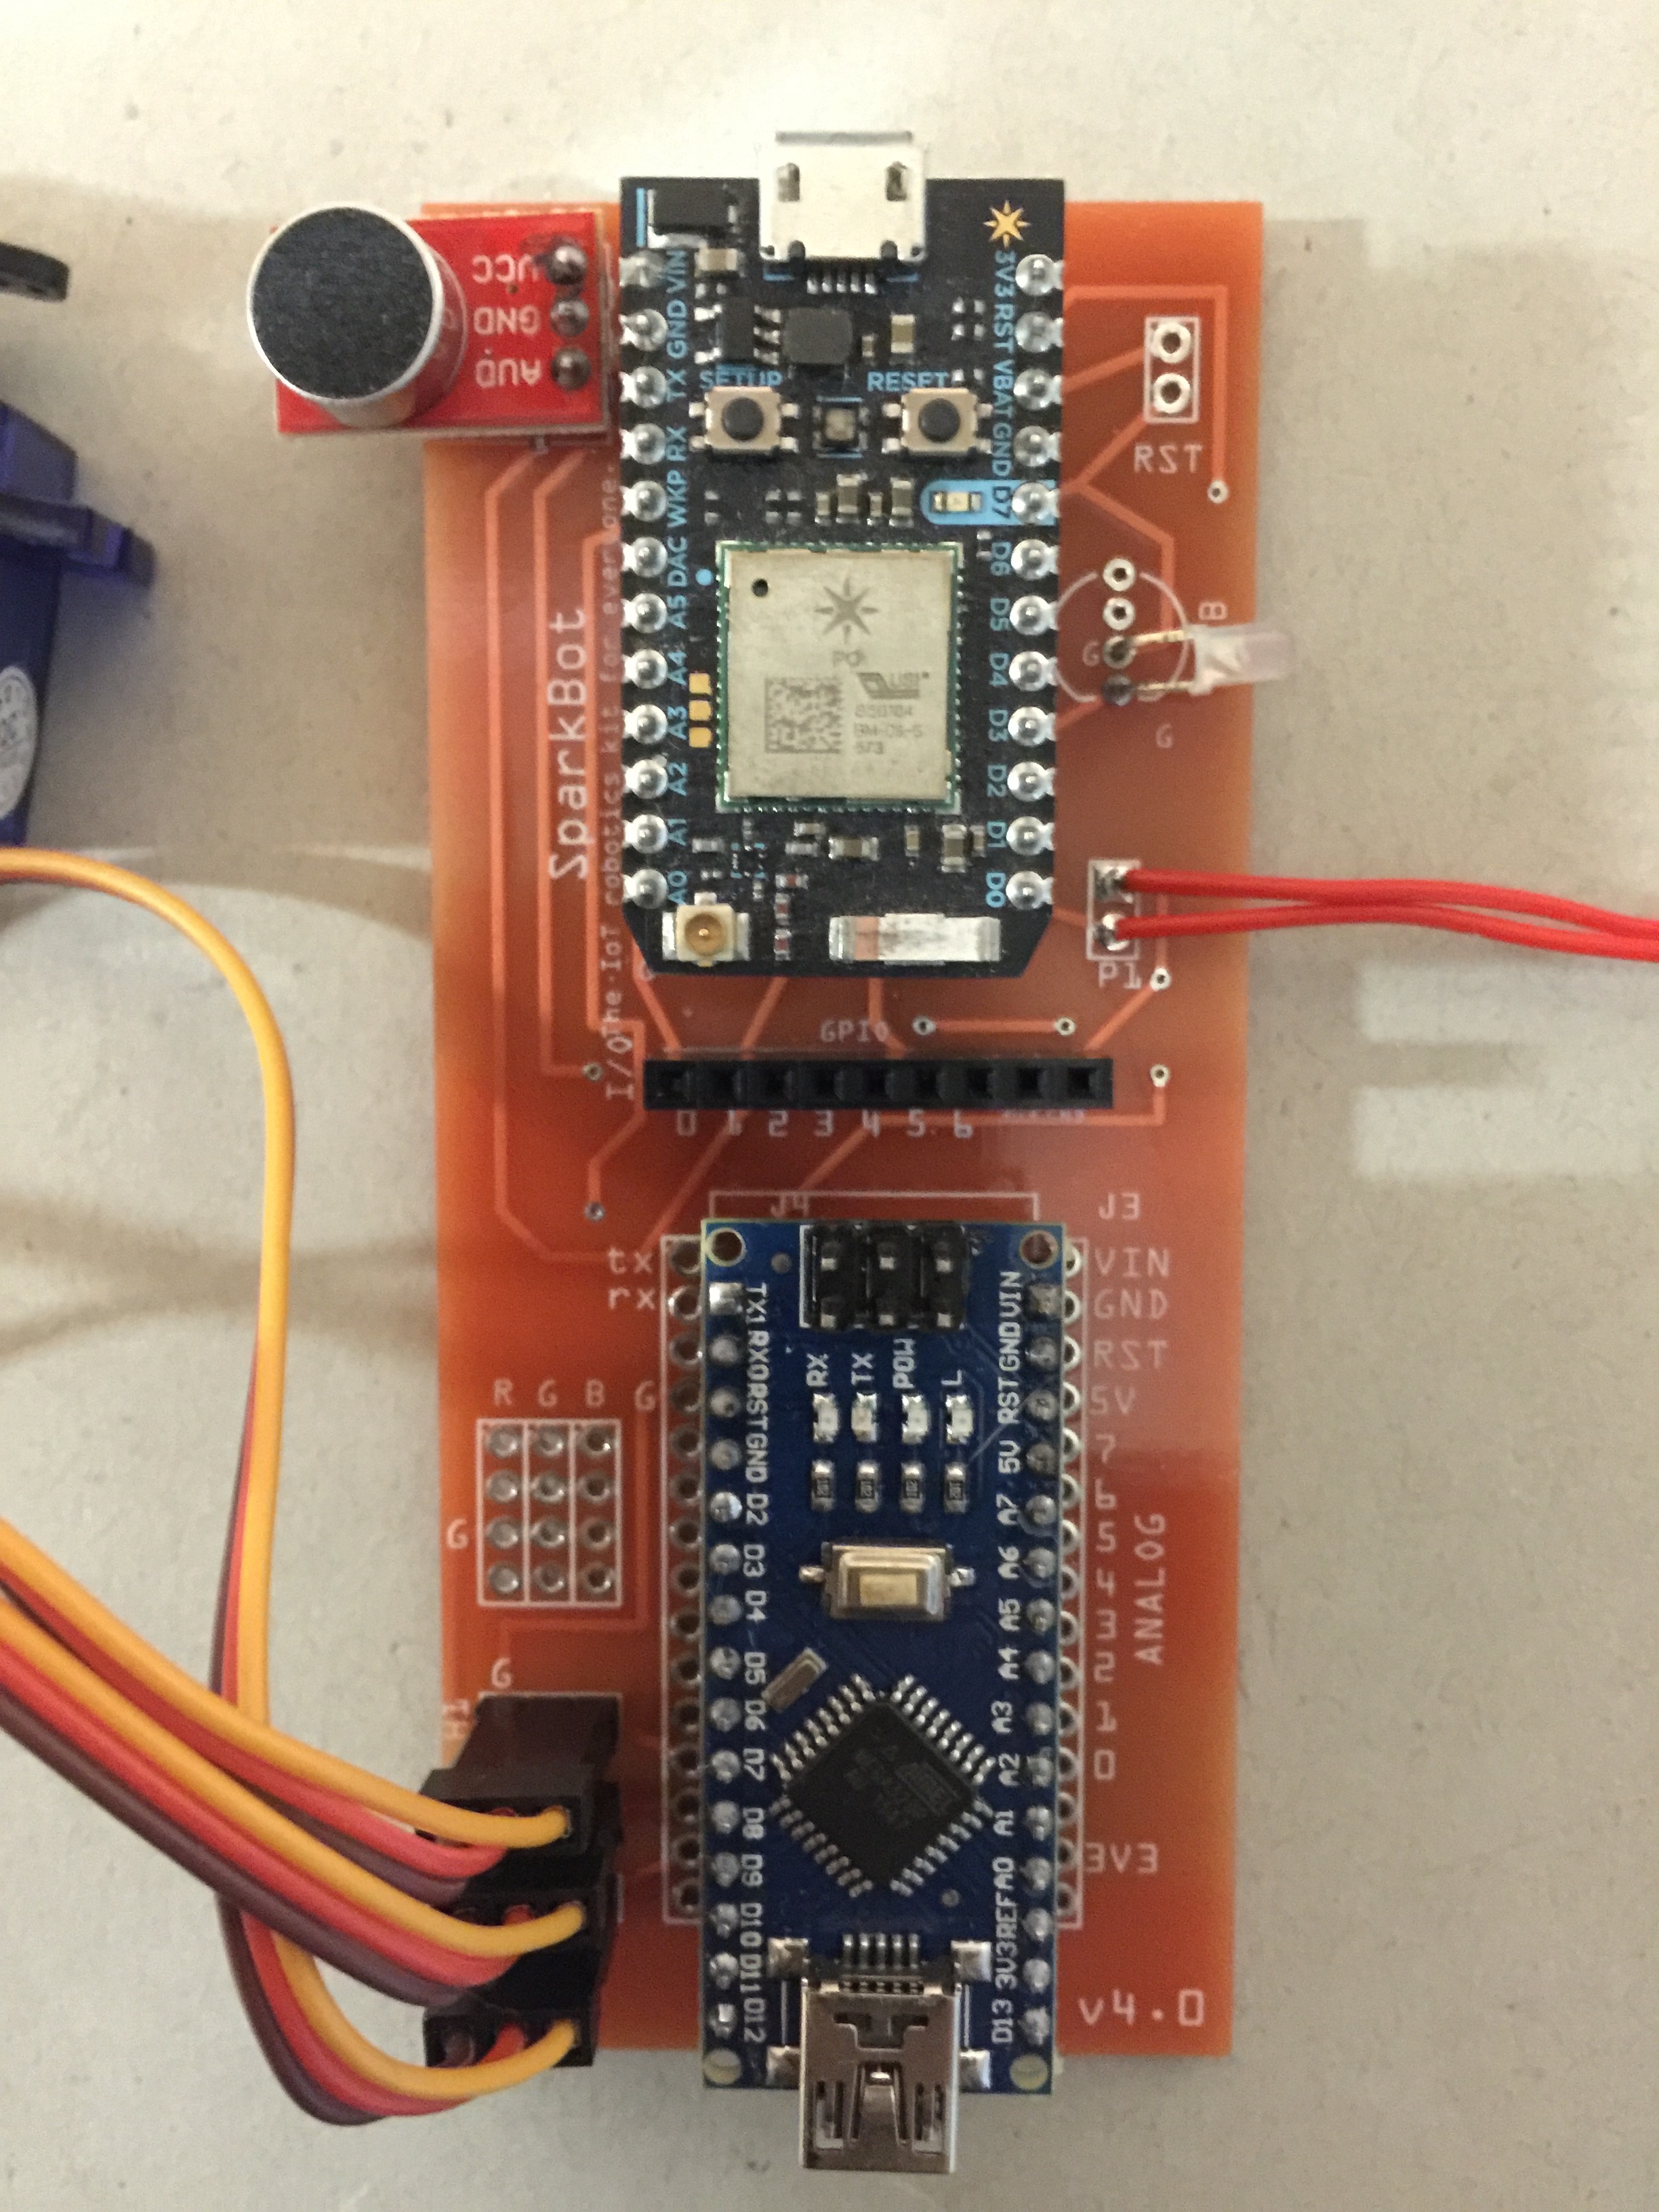 VCC
GND
AUD
VIN
GND
TX
RX
WKP
DAC
A5
A4
A3
A2
A1
A0
SETUP
RESET
3V3
RST
VBAT
GND
D7
D6
D5
D4
D3
D2
D1
D0
PO
USI
RST
B
G
G
SparkBot
The IoT robotics kit for everyone.
P1
I/O
GPIO
0 1 2 3 4 5 6
J4
J3
tx
rx
VIN
GND
RST
5V
7
6
5
4
3
2
1
0
3V3
ANALOG
R G B G
G
G
TX1
RX0
RST
GND
D2
D3
D4
D5
D6
D7
D8
D9
D10
D11
D12
RX
TX
POW
L
VIN
GND
RST
5V
A7
A6
A5
A4
A3
A2
A1
A0
REF
3V3
D13
ATMEL
v4.0